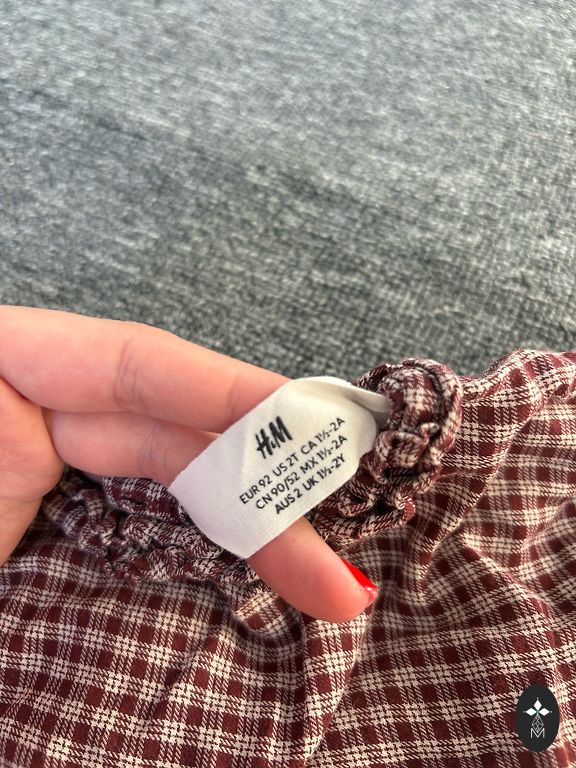 H&M
EUR 92 US 2T CA 1½-2A
CN 90/52 MX 1½-2A
AUS 2 UK 1½-2Y